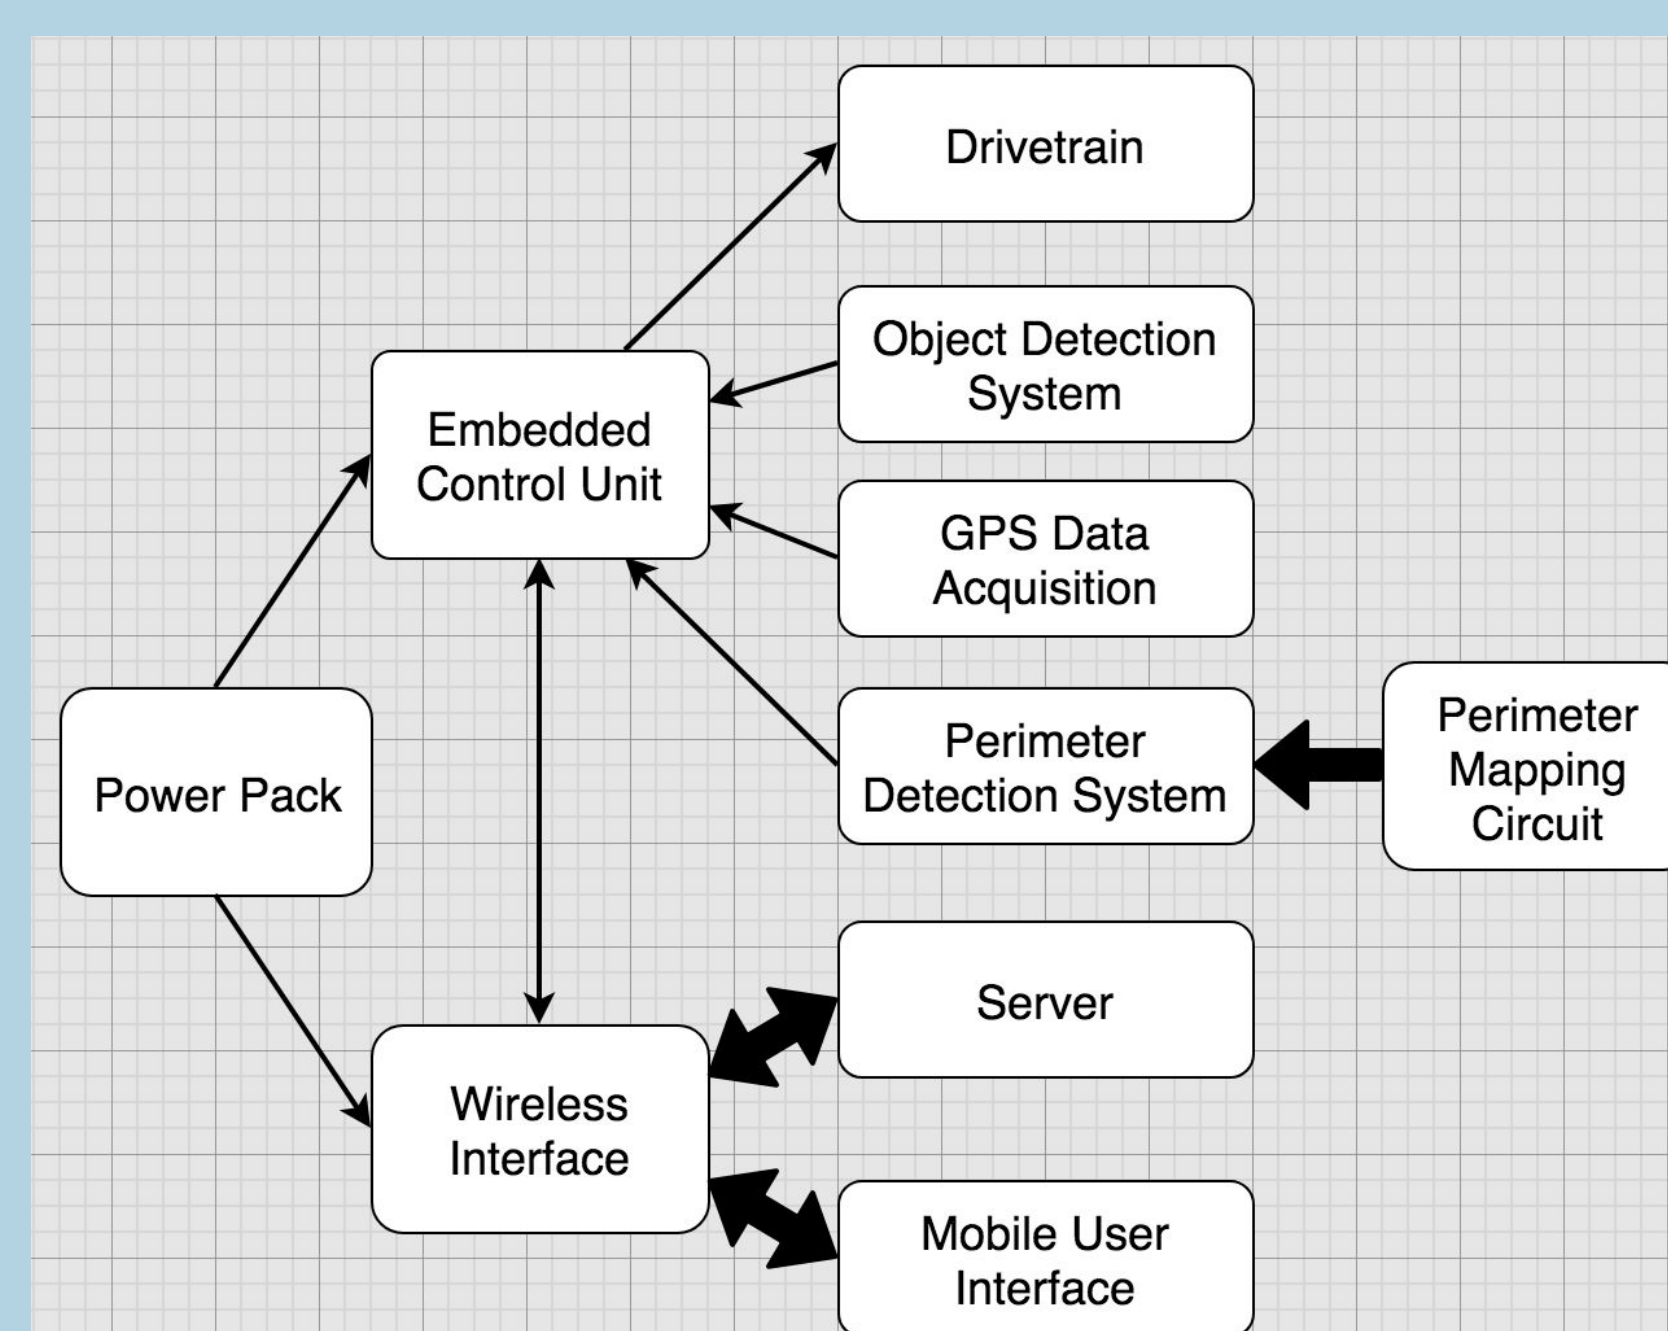 Drivetrain
Object Detection
System
Embedded
Control Unit
GPS Data
Acquisition
Perimeter
Detection System
Perimeter
Mapping
Circuit
Power Pack
Server
Wireless
Interface
Mobile User
Interface